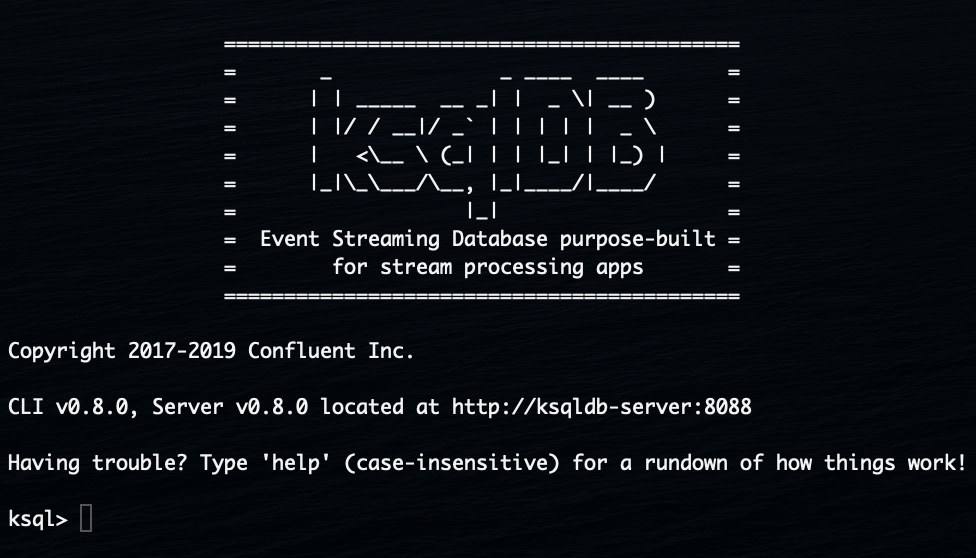 ===========================================
=       _              _ ____  ____       =
=      | | _____  __ _| |  _ \| __ )      =
=      | |/ / __|/ _` | | | | |  _ \      =
=      |   <\__ \ (_| | | |_| | |_) |     =
=      |_|\_\___/\__, |_|____/|____/      =
=                   |_|                   =
=  Event Streaming Database purpose-built =
=        for stream processing apps       =
===========================================
Copyright 2017-2019 Confluent Inc.
CLI v0.8.0, Server v0.8.0 located at http://ksqldb-server:8088
Having trouble? Type 'help' (case-insensitive) for a rundown of how things work!
ksql>